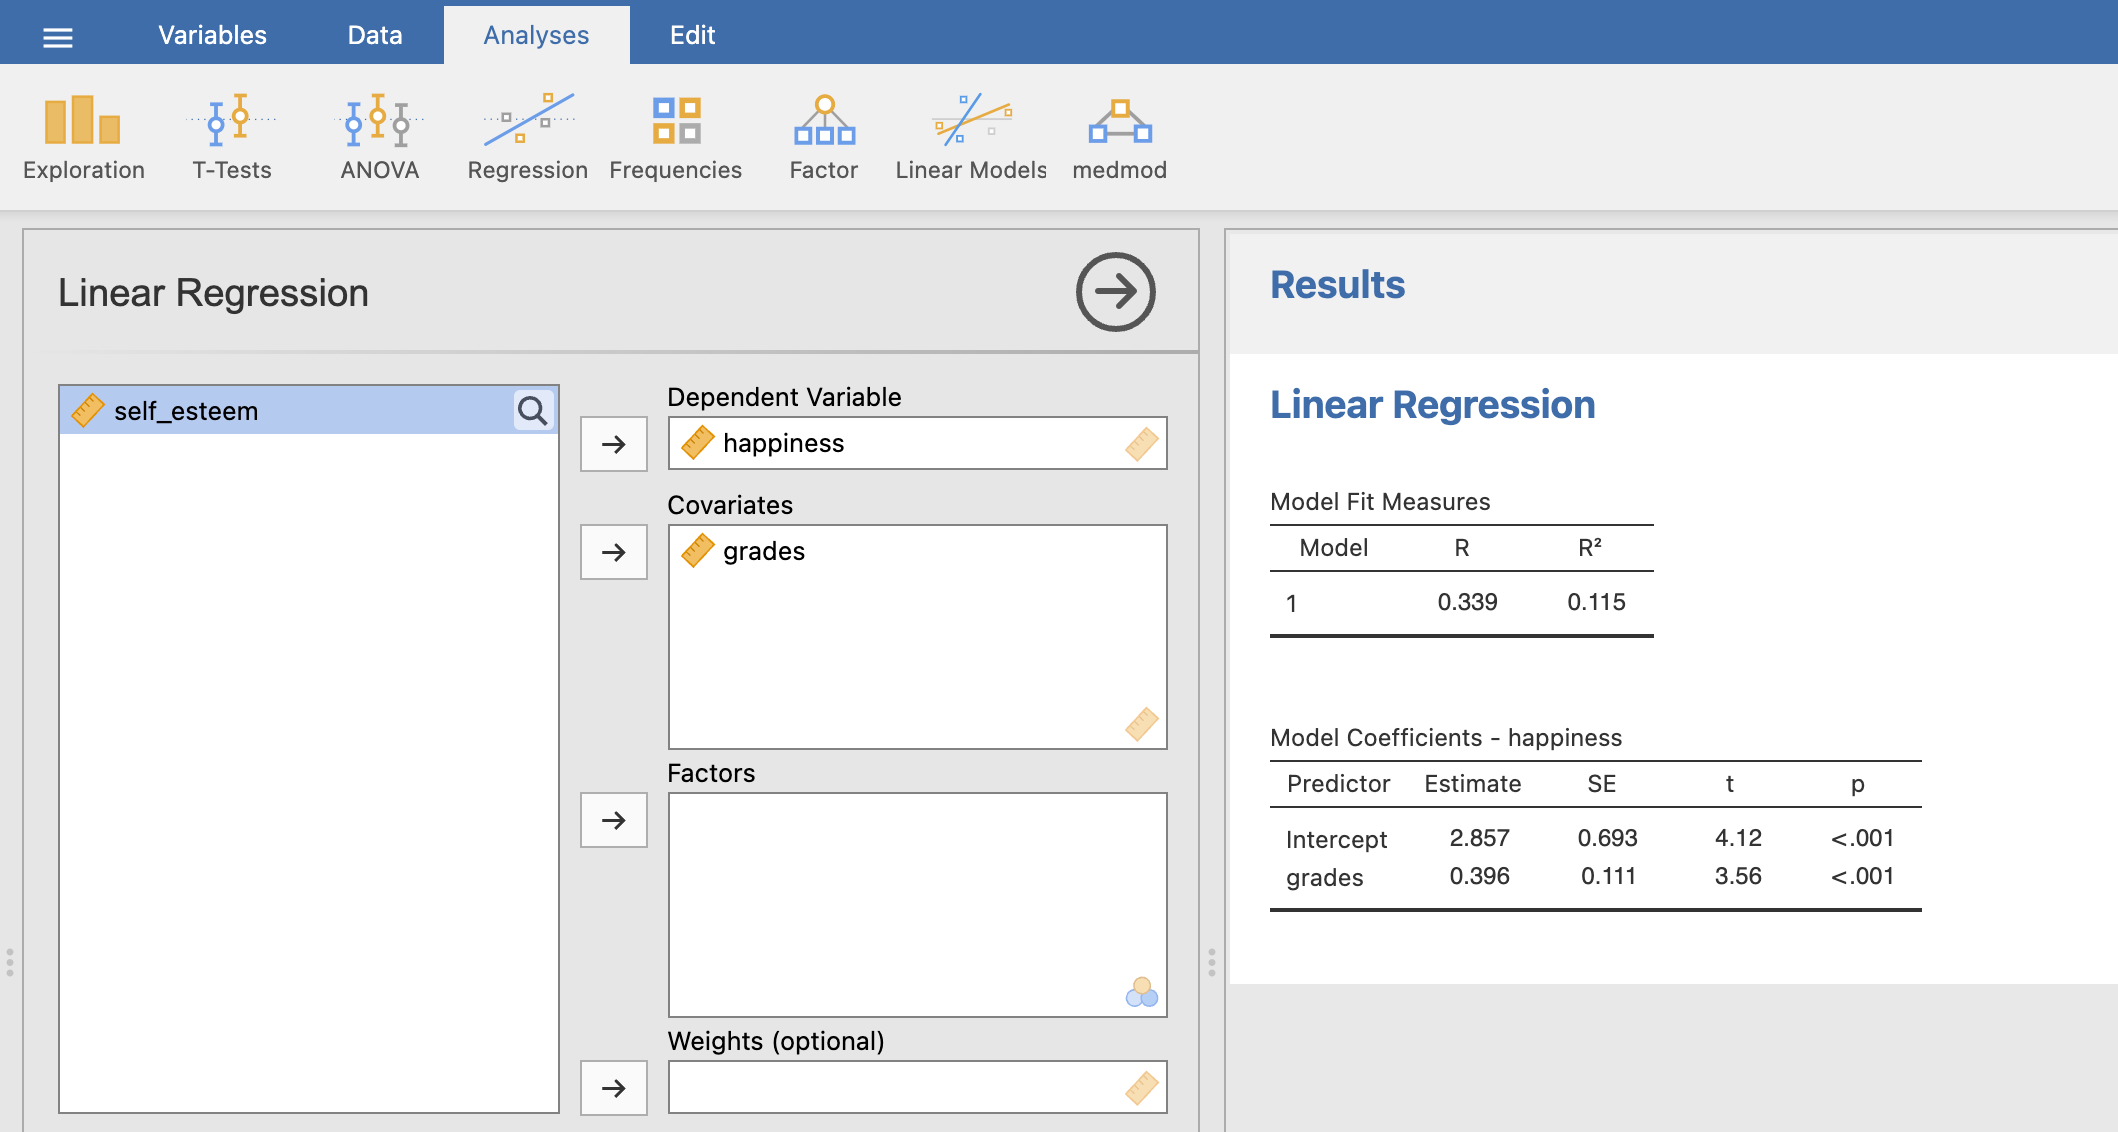 Variables Data Analyses Edit
Exploration T-Tests ANOVA Regression Frequencies Factor Linear Models medmod
Linear Regression
self_esteem
Dependent Variable
happiness
Covariates
grades
Factors
Weights (optional)
Results
Linear Regression
Model Fit Measures
Model R R²
1 0.339 0.115
Model Coefficients - happiness
Predictor Estimate SE t p
Intercept 2.857 0.693 4.12 <.001
grades 0.396 0.111 3.56 <.001